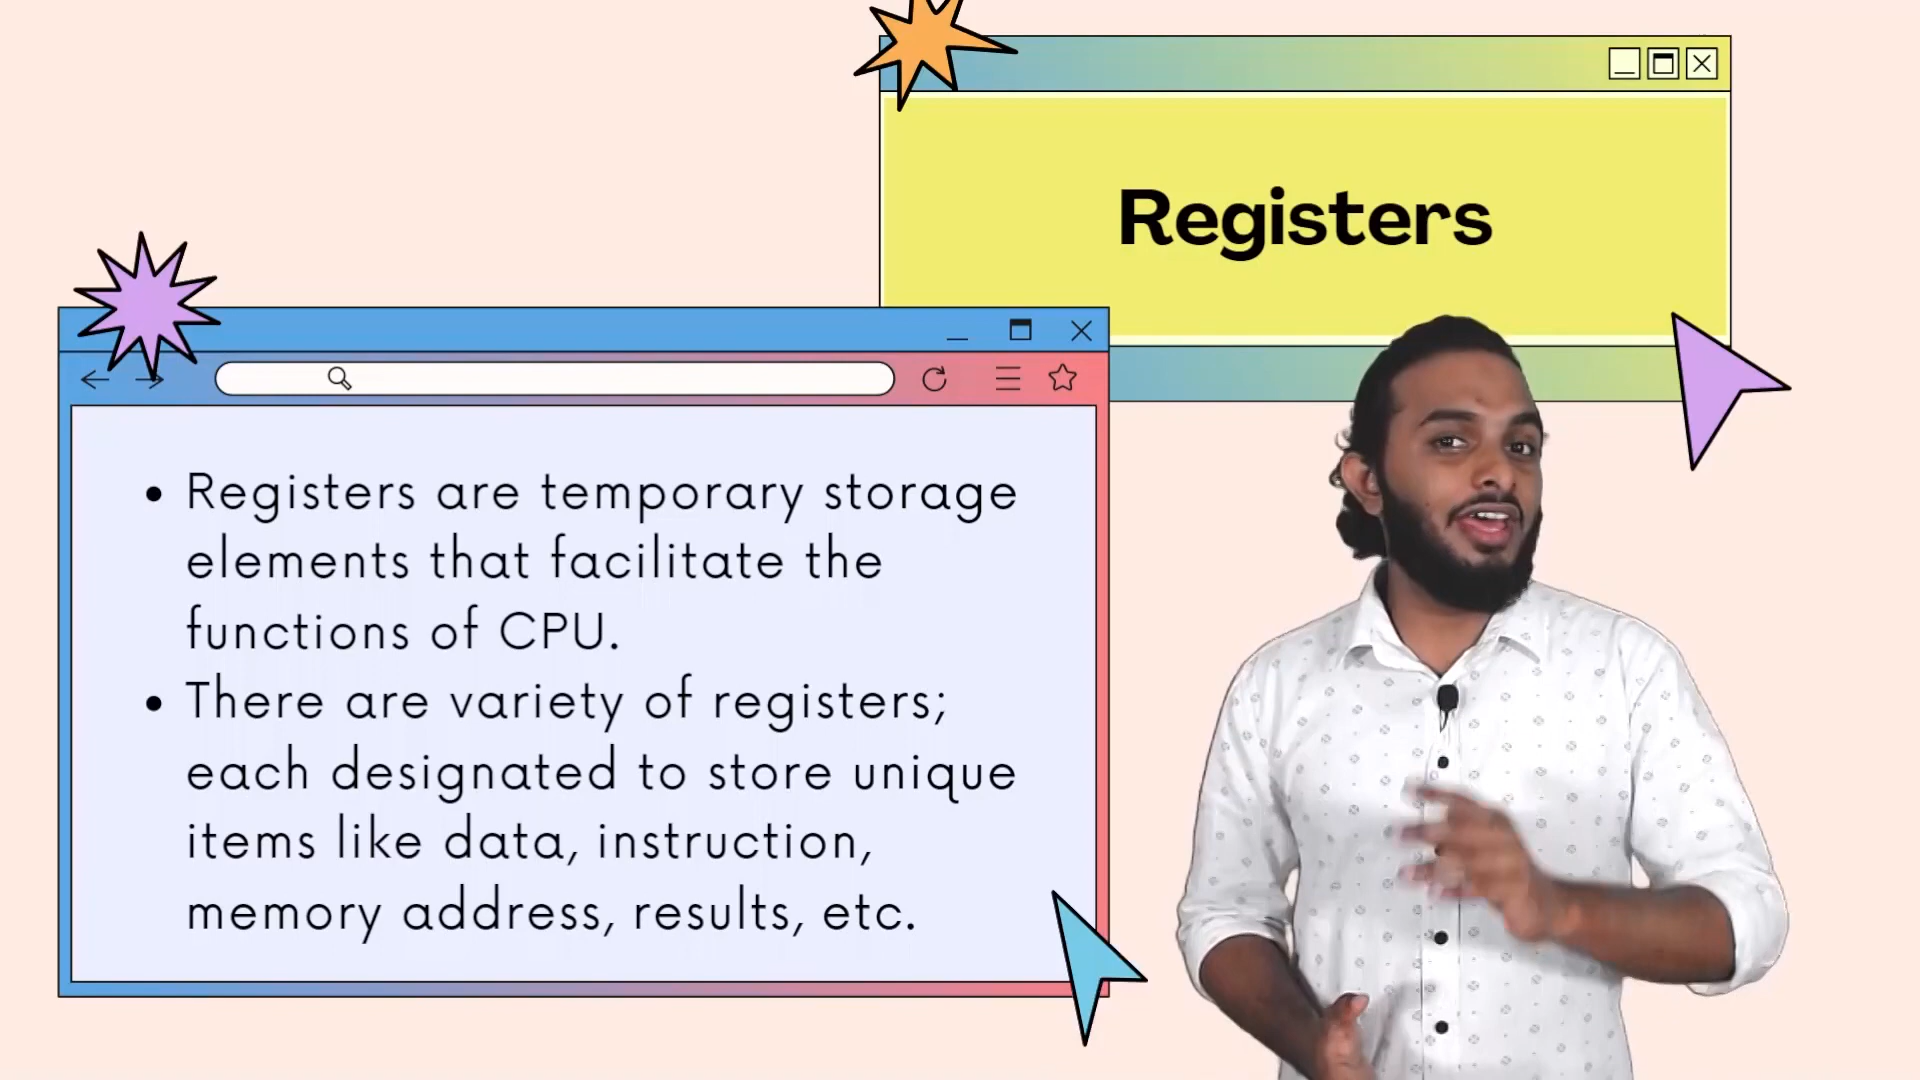 Registers
• Registers are temporary storage
elements that facilitate the
functions of CPU.
• There are variety of registers;
each designated to store unique
items like data, instruction,
memory address, results, etc.